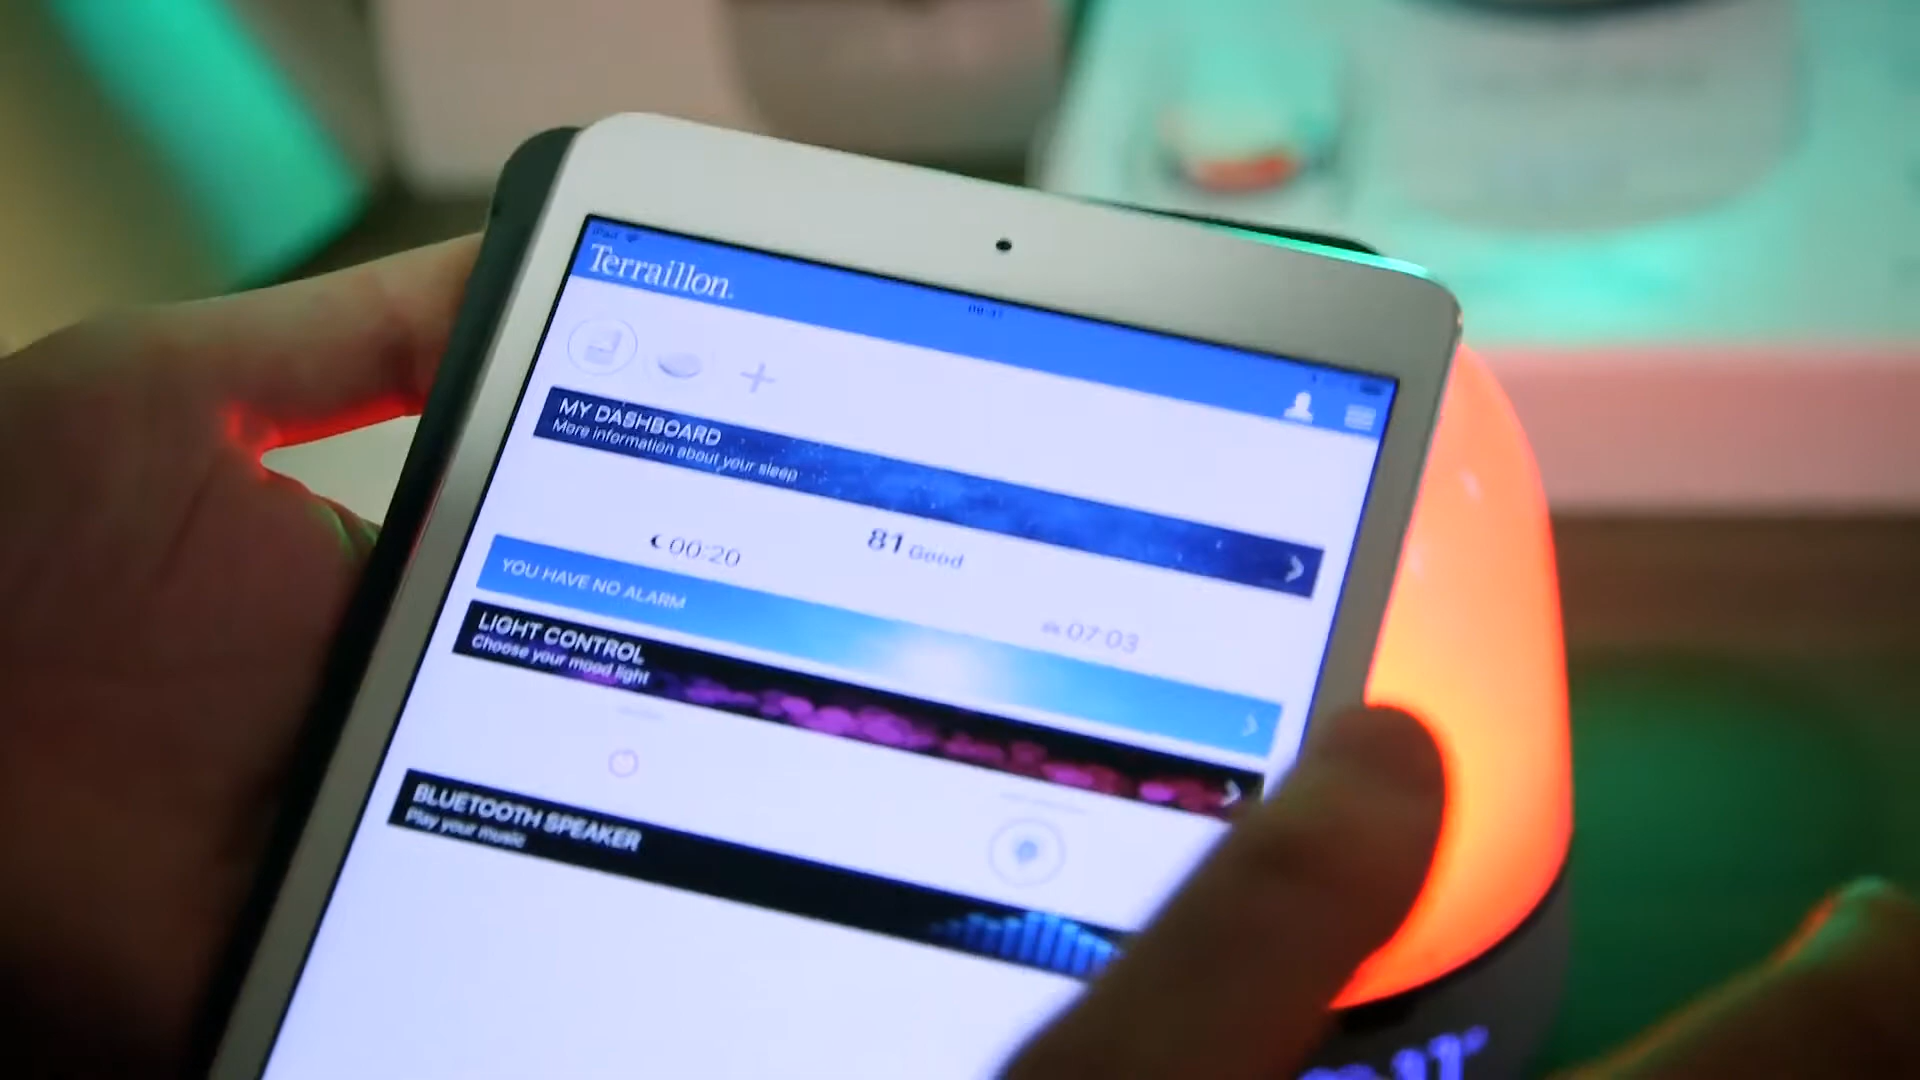 iPad
Terraillon.
MY DASHBOARD
More information about your sleep
00:20
81 Good
07:03
YOU HAVE NO ALARM
LIGHT CONTROL
Choose your mood light
BLUETOOTH SPEAKER
Play your music